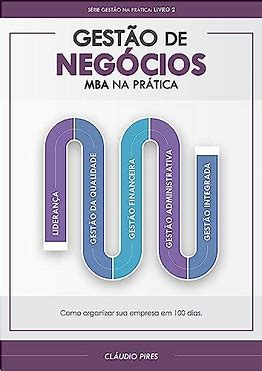 SÉRIE GESTÃO NA PRÁTICA: LIVRO 2
GESTÃO DE
NEGÓCIOS
MBA NA PRÁTICA
LIDERANÇA
GESTÃO DA QUALIDADE
GESTÃO FINANCEIRA
GESTÃO ADMINISTRATIVA
GESTÃO INTEGRADA
Como organizar sua empresa em 100 dias.
CLÁUDIO PIRES